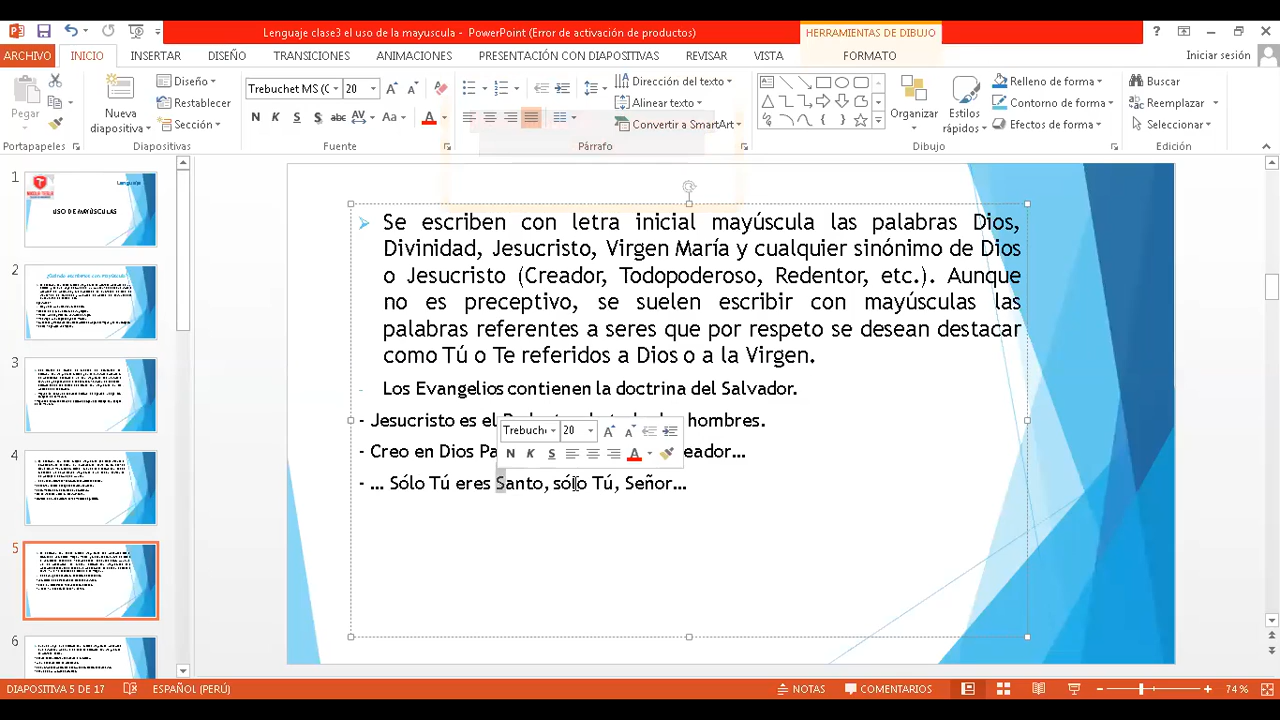 Lenguaje clase3 el uso de la mayuscula - PowerPoint (Error de activación de productos)
HERRAMIENTAS DE DIBUJO
ARCHIVO INICIO INSERTAR DISEÑO TRANSICIONES ANIMACIONES PRESENTACIÓN CON DIAPOSITIVAS REVISAR VISTA FORMATO Iniciar sesión
Pegar
Nueva diapositiva
Diseño
Restablecer
Sección
Trebuchet MS (C 20
N K S S abc AV Aa A
Dirección del texto
Alinear texto
Convertir a SmartArt
Organizar
Estilos rápidos
Relleno de forma
Contorno de forma
Efectos de forma
Buscar
Reemplazar
Seleccionar
Portapapeles Diapositivas Fuente Párrafo Dibujo Edición
1
Lenguaje
USO DE MAYÚSCULAS
2
3
4
5
6
Se escriben con letra inicial mayúscula las palabras Dios,
Divinidad, Jesucristo, Virgen María y cualquier sinónimo de Dios
o Jesucristo (Creador, Todopoderoso, Redentor, etc.). Aunque
no es preceptivo, se suelen escribir con mayúsculas las
palabras referentes a seres que por respeto se desean destacar
como Tú o Te referidos a Dios o a la Virgen.
- Los Evangelios contienen la doctrina del Salvador.
- Jesucristo es el hombres.
- Creo en Dios Pa eador…
- … Sólo Tú eres Santo, sólo Tú, Señor…
Trebuch 20
N K S A
DIAPOSITIVA 5 DE 17 ESPAÑOL (PERÚ) NOTAS COMENTARIOS 74 %